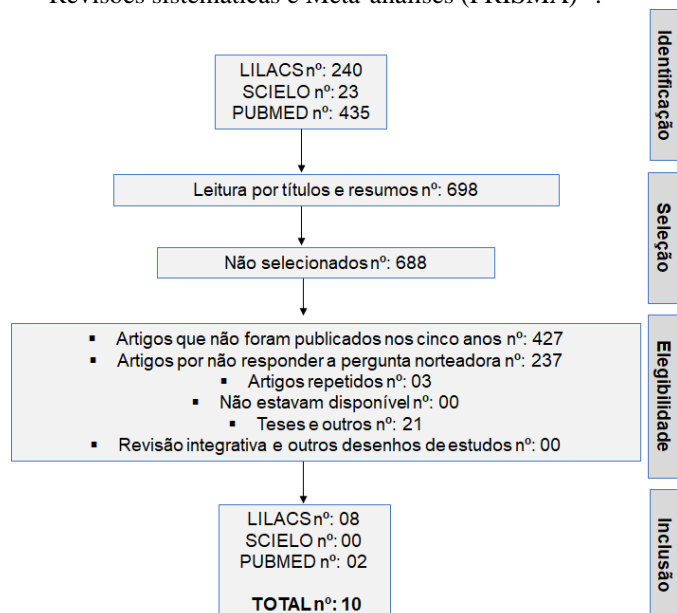 Revisões sistemáticas e Meta-análises (PRISMA)
LILACS nº: 240
SCIELO nº: 23
PUBMED nº: 435
Identificação
Leitura por títulos e resumos nº: 698
Seleção
Não selecionados nº: 688
▪ Artigos que não foram publicados nos cinco anos nº: 427
▪ Artigos por não responder a pergunta norteadora nº: 237
▪ Artigos repetidos nº: 03
▪ Não estavam disponível nº: 00
▪ Teses e outros nº: 21
▪ Revisão integrativa e outros desenhos de estudos nº: 00
Elegibilidade
LILACS nº: 08
SCIELO nº: 00
PUBMED nº: 02
TOTAL nº: 10
Inclusão